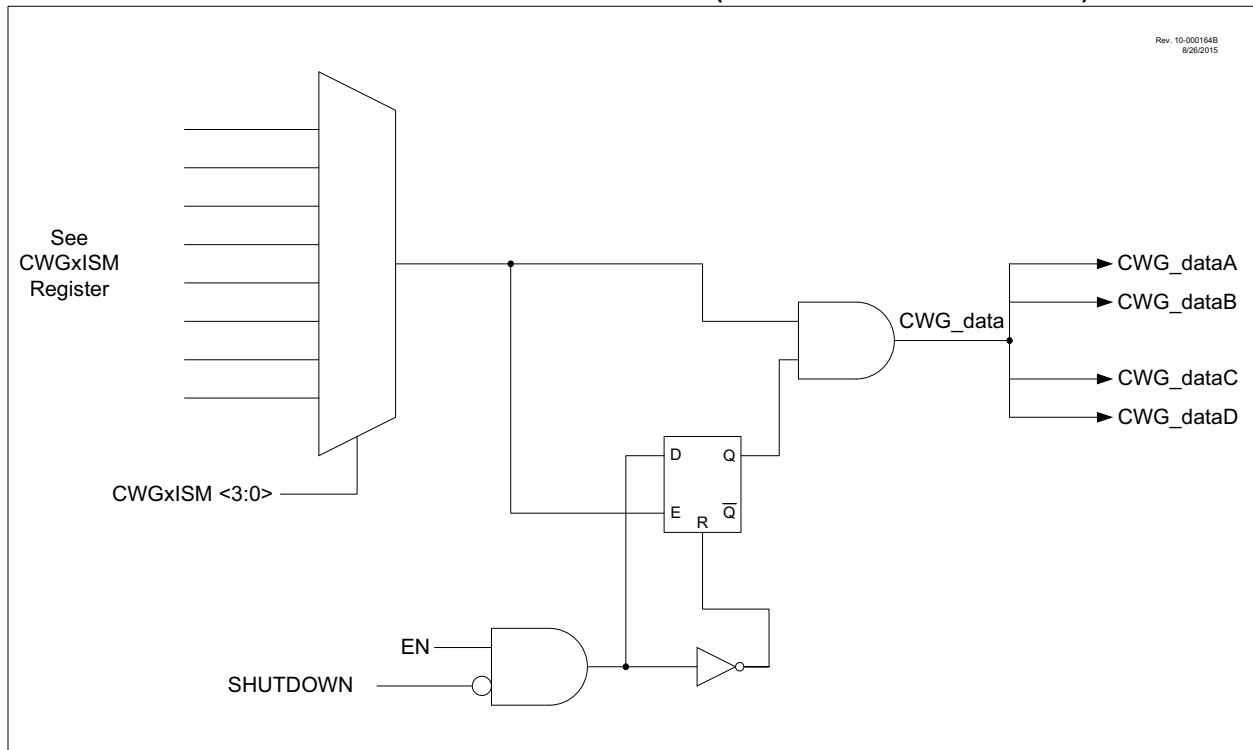 Rev. 10-000164B
8/26/2015
See
CWGxISM
Register
CWGxISM <3:0>
CWG_data
CWG_dataA
CWG_dataB
CWG_dataC
CWG_dataD
D Q
E Q̅
R
EN
SHUTDOWN